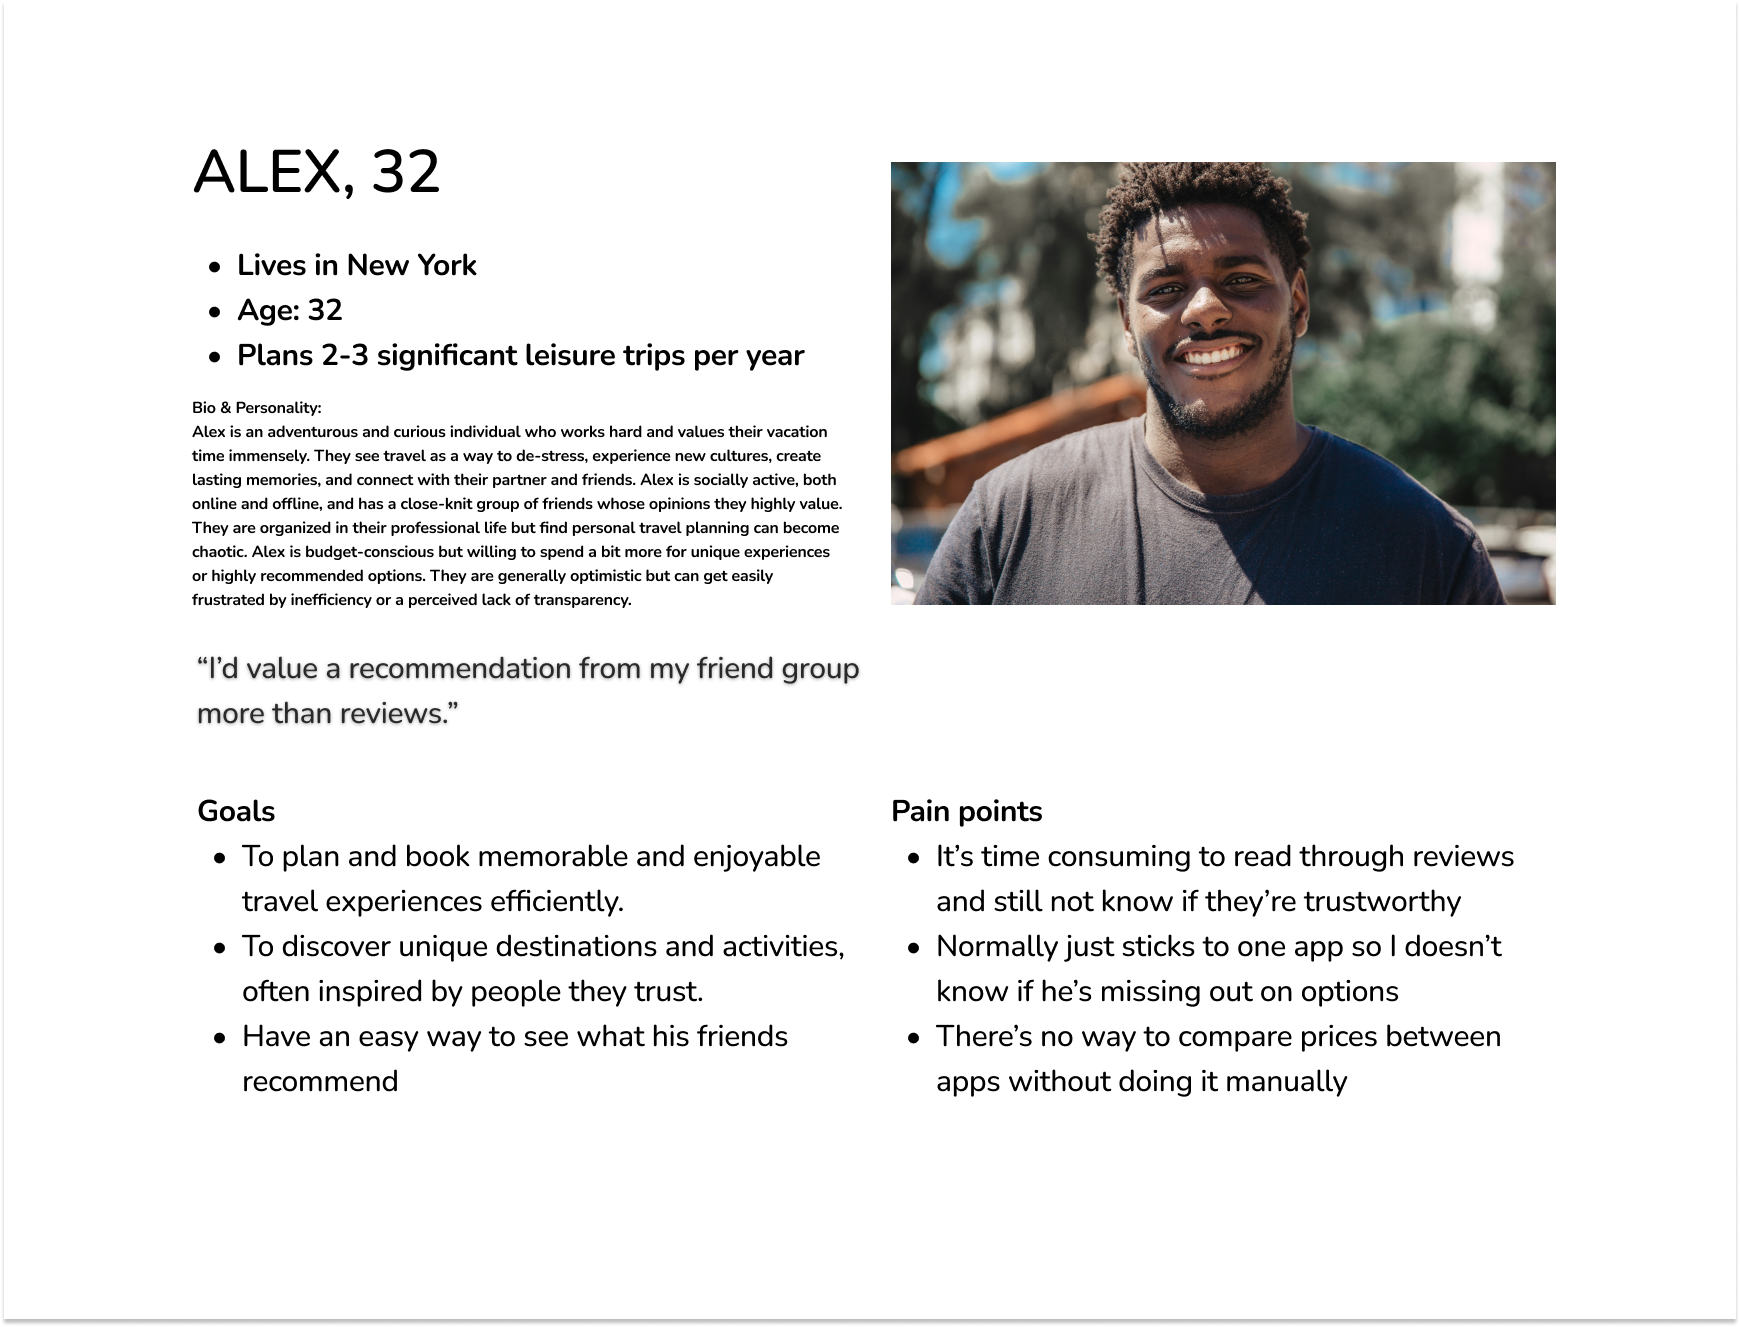 ALEX, 32
• Lives in New York
• Age: 32
• Plans 2-3 significant leisure trips per year
Bio & Personality:
Alex is an adventurous and curious individual who works hard and values their vacation
time immensely. They see travel as a way to de-stress, experience new cultures, create
lasting memories, and connect with their partner and friends. Alex is socially active, both
online and offline, and has a close-knit group of friends whose opinions they highly value.
They are organized in their professional life but find personal travel planning can become
chaotic. Alex is budget-conscious but willing to spend a bit more for unique experiences
or highly recommended options. They are generally optimistic but can get easily
frustrated by inefficiency or a perceived lack of transparency.
“I’d value a recommendation from my friend group
more than reviews.”
Goals
• To plan and book memorable and enjoyable
travel experiences efficiently.
• To discover unique destinations and activities,
often inspired by people they trust.
• Have an easy way to see what his friends
recommend
Pain points
• It’s time consuming to read through reviews
and still not know if they’re trustworthy
• Normally just sticks to one app so I doesn’t
know if he’s missing out on options
• There’s no way to compare prices between
apps without doing it manually